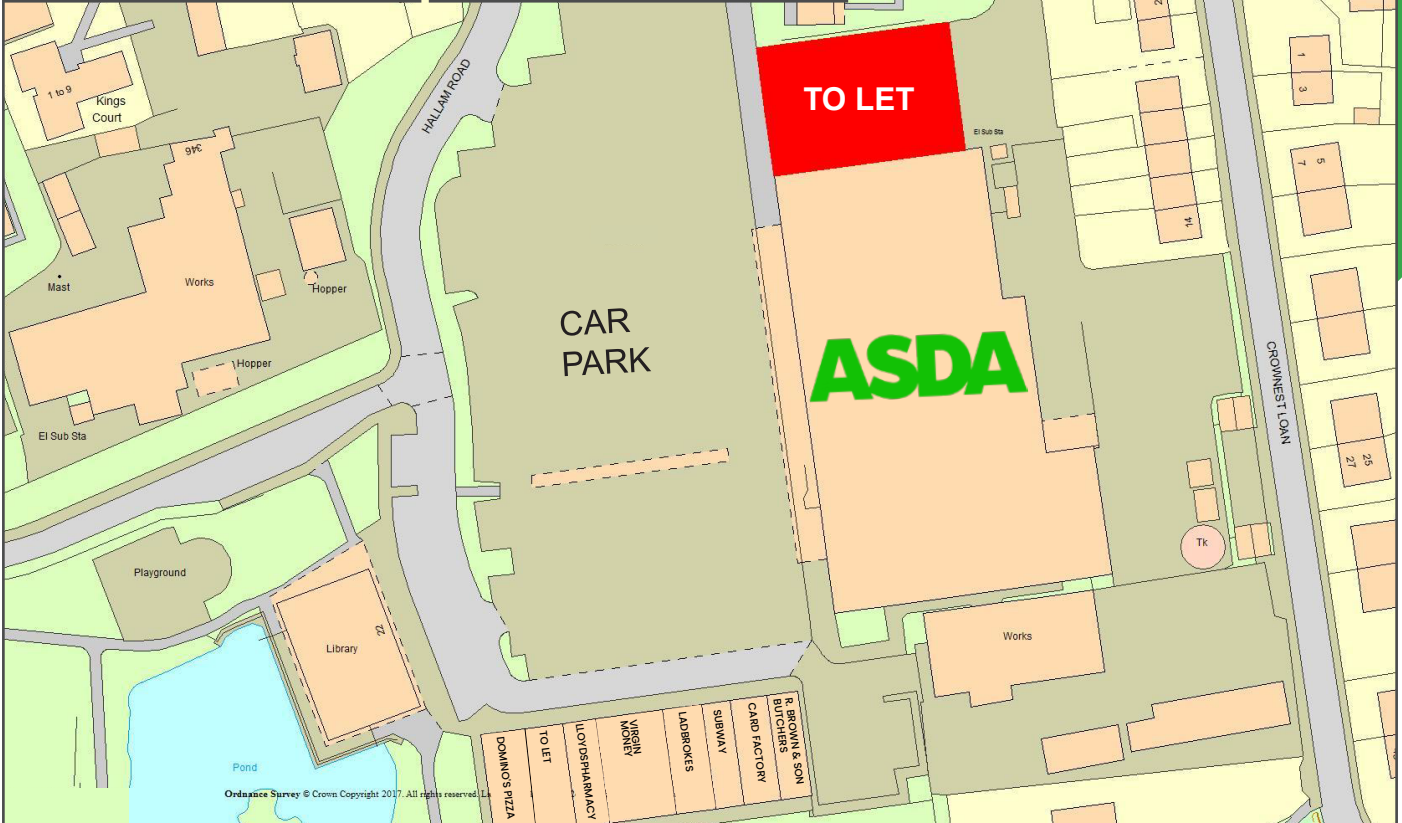 1 to 9
Kings
Court
346
HALLAM ROAD
TO LET
El Sub Sta
2
1
3
5
7
14
Mast
Works
Hopper
Hopper
El Sub Sta
CAR
PARK
ASDA
CROWNEST LOAN
25
27
Playground
Library
22
Tk
Works
Pond
DOMINO'S PIZZA
TO LET
LLOYDSPHARMACY
VIRGIN
MONEY
LADBROKES
SUBWAY
CARD FACTORY
R. BROWN & SON
BUTCHERS
Ordnance Survey © Crown Copyright 2017. All rights reserved.